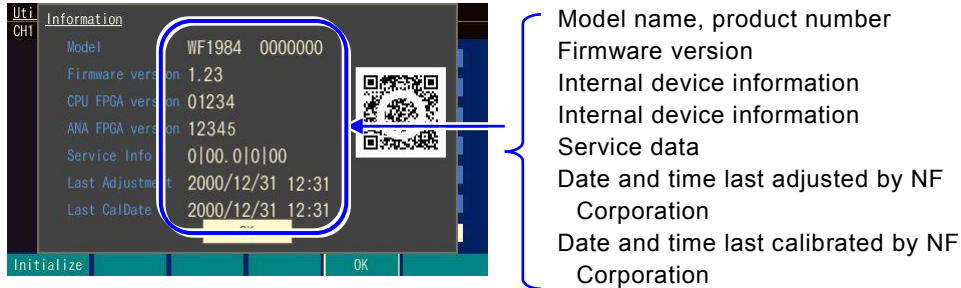 Uti
CH1
Information
Model WF1984 0000000
Firmware version 1.23
CPU FPGA version 01234
ANA FPGA version 12345
Service Info 0|00.0|0|00
Last Adjustment 2000/12/31 12:31
Last CalDate 2000/12/31 12:31
OK
Initialize OK
Model name, product number
Firmware version
Internal device information
Internal device information
Service data
Date and time last adjusted by NF
Corporation
Date and time last calibrated by NF
Corporation